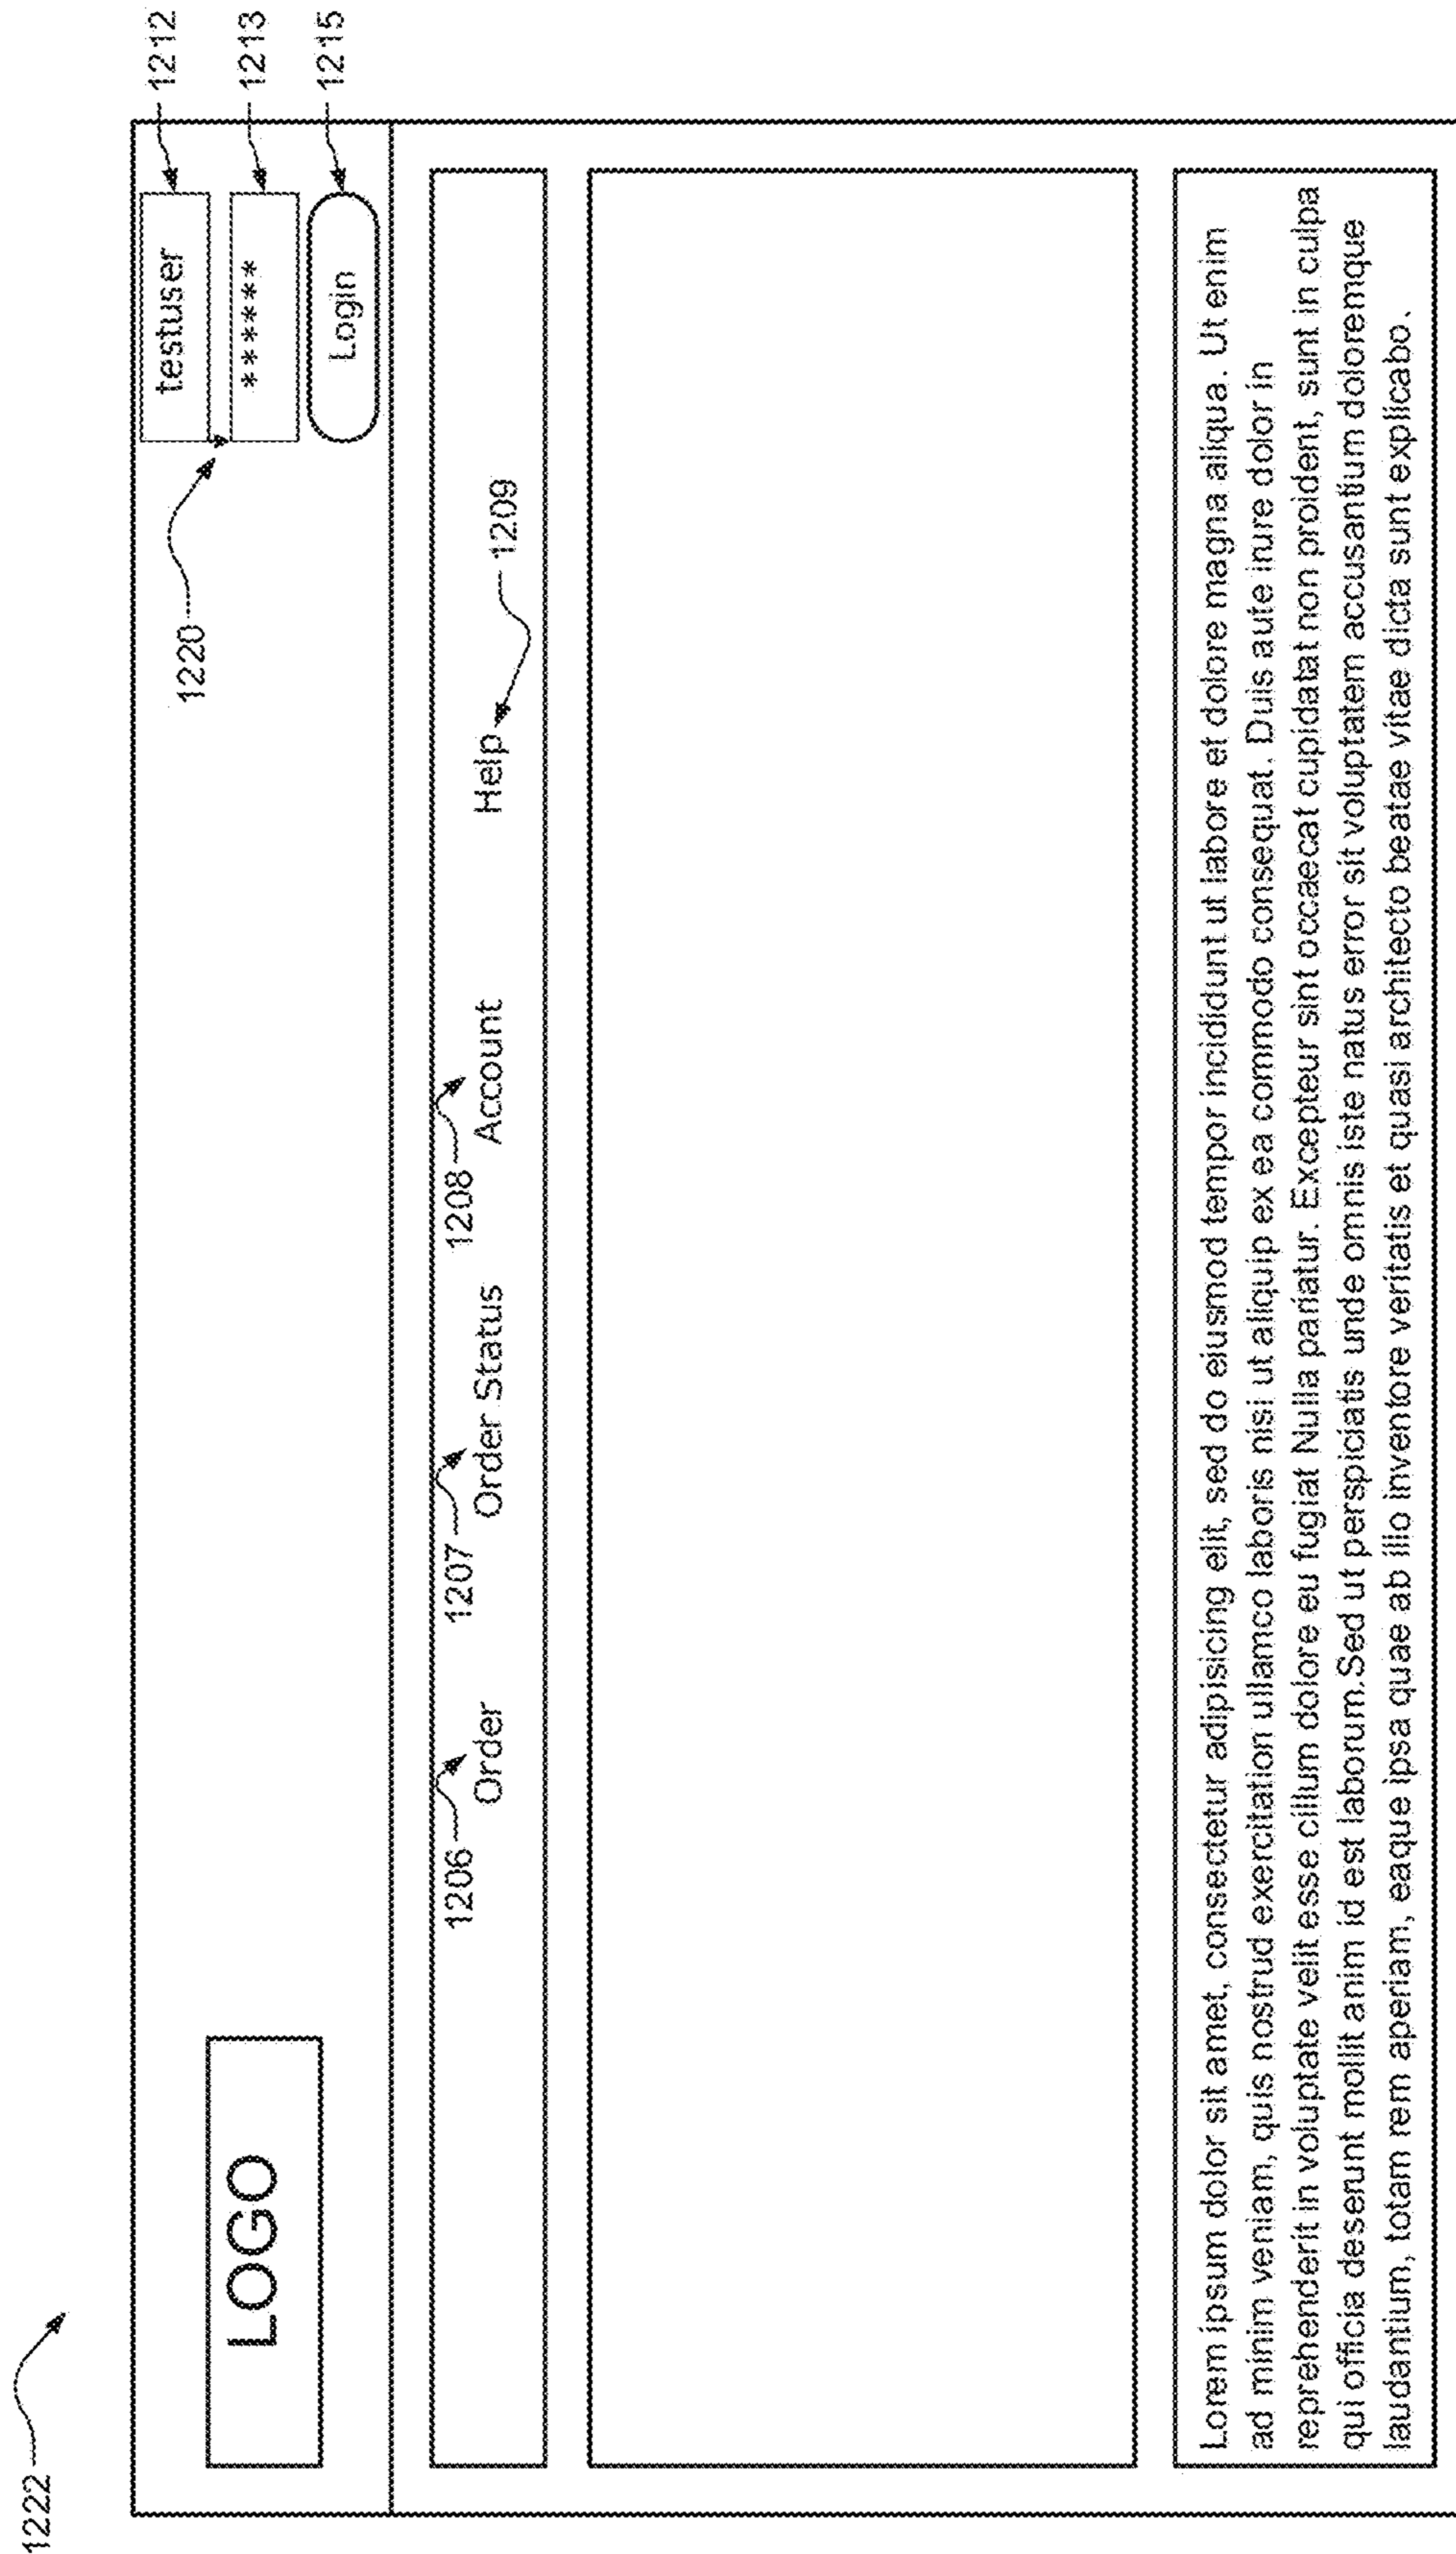 1222
LOGO
testuser
1212
1220
*******
1213
Login
1215
1206
1207
1208
1209
Order
Order Status
Account
Help
Lorem ipsum dolor sit amet, consectetur adipisicing elit, sed do eiusmod tempor incididunt ut labore et dolore magna aliqua. Ut enim
ad minim veniam, quis nostrud exercitation ullamco laboris nisi ut aliquip ex ea commodo consequat. Duis aute irure dolor in
reprehenderit in voluptate velit esse cillum dolore eu fugiat Nulla pariatur. Excepteur sint occaecat cupidatat non proident, sunt in culpa
qui officia deserunt mollit anim id est laborum.Sed ut perspiciatis unde omnis iste natus error sit voluptatem accusantium doloremque
laudantium, totam rem aperiam, eaque ipsa quae ab illo inventore veritatis et quasi architecto beatae vitae dicta sunt explicabo.